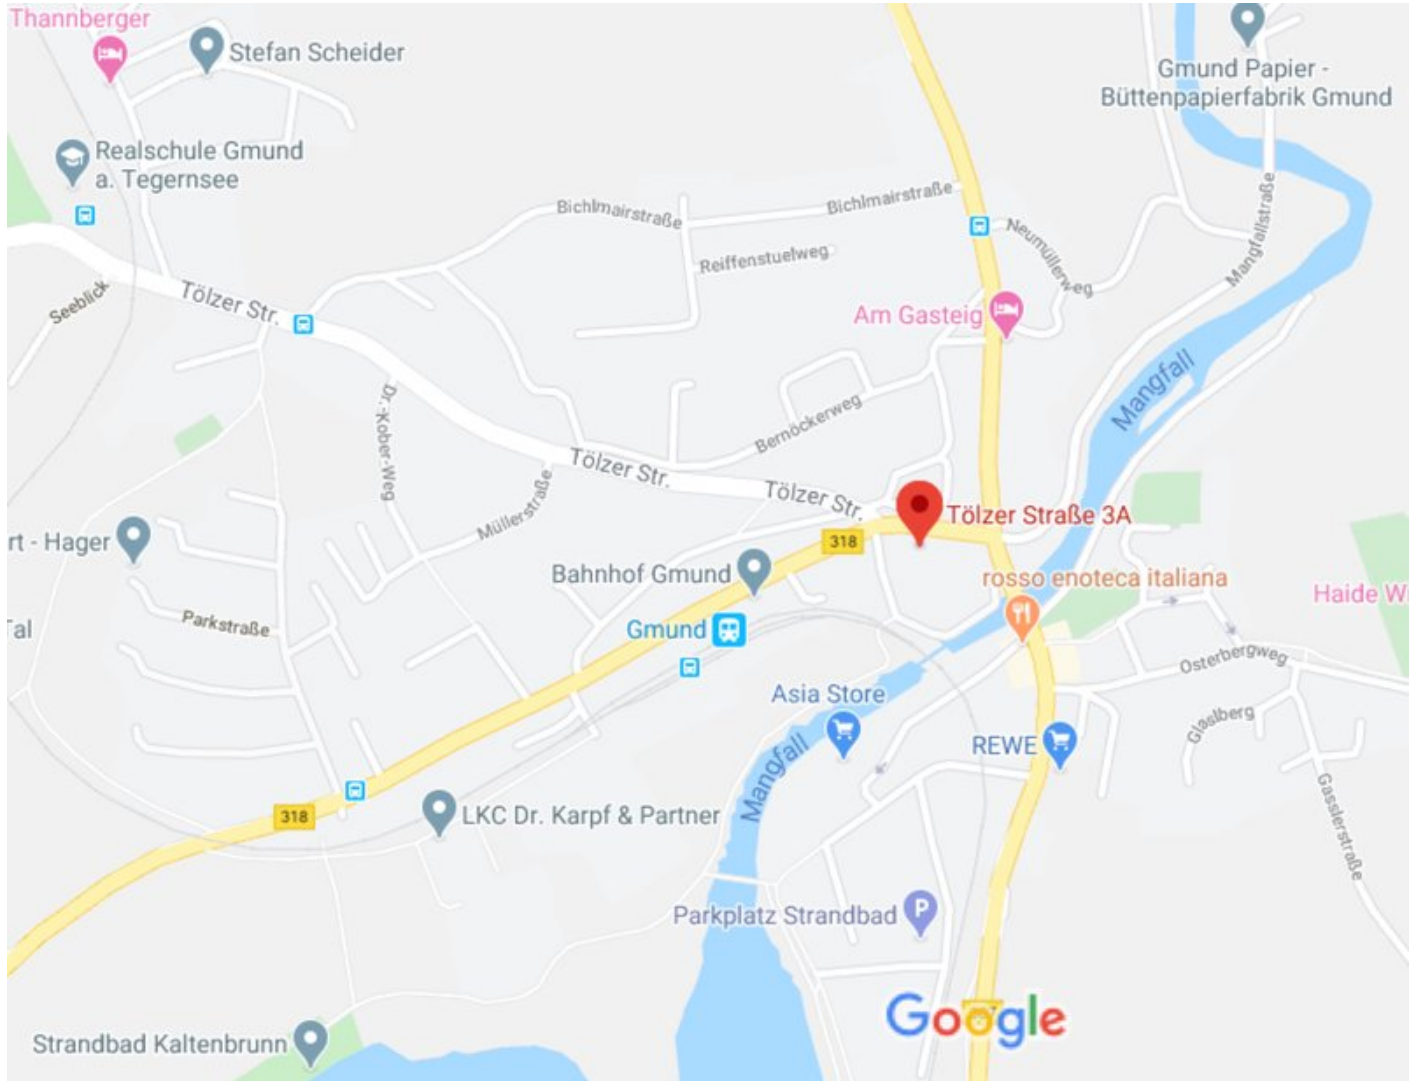 Thannberger
Stefan Scheider
Gmund Papier -
Büttenpapierfabrik Gmund
Realschule Gmund
a. Tegernsee
Bichlmairstraße
Bichlmairstraße
Mangfallstraße
Neumüllerweg
Reiffenstuelweg
Seeblick
Tölzer Str.
Am Gasteig
Mangfall
Dr.-Kober-Weg
Bernöckerweg
Tölzer Str.
Tölzer Str.
Müllerstraße
Tölzer Straße 3A
rt - Hager
318
Bahnhof Gmund
rosso enoteca italiana
Haide Wi
Parkstraße
Tal
Gmund
Osterbergweg
Asia Store
Glaslberg
REWE
Mangfall
318
LKC Dr. Karpf & Partner
Gasslerstraße
Parkplatz Strandbad
P
Google
Strandbad Kaltenbrunn